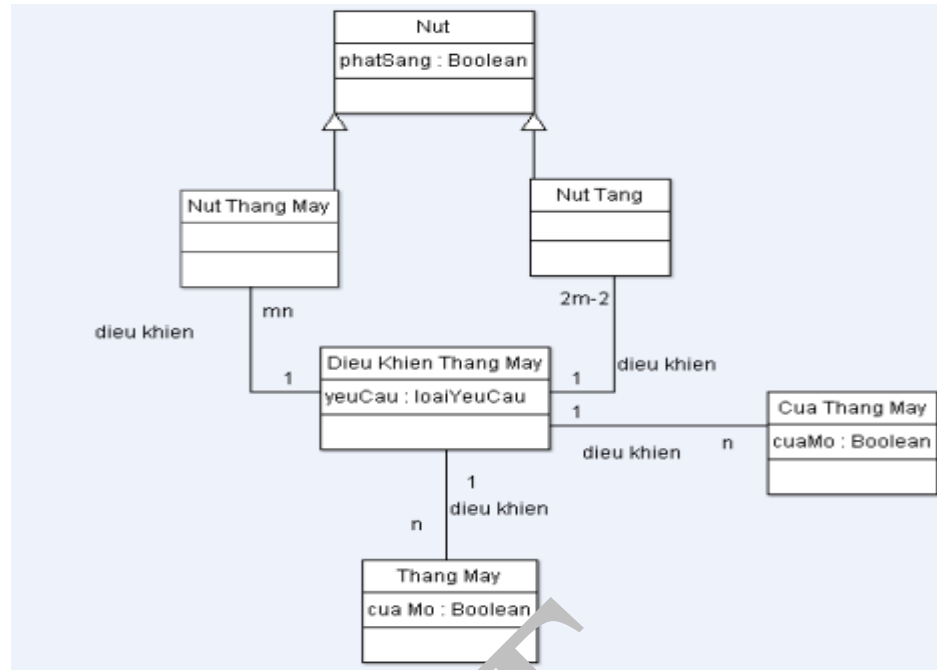 Nut
phatSang : Boolean
Nut Thang May
Nut Tang
mn
2m-2
dieu khien
dieu khien
1
Dieu Khien Thang May
1
yeuCau : loaiYeuCau
1
Cua Thang May
cuaMo : Boolean
dieu khien
n
1
dieu khien
n
Thang May
cua Mo : Boolean
T